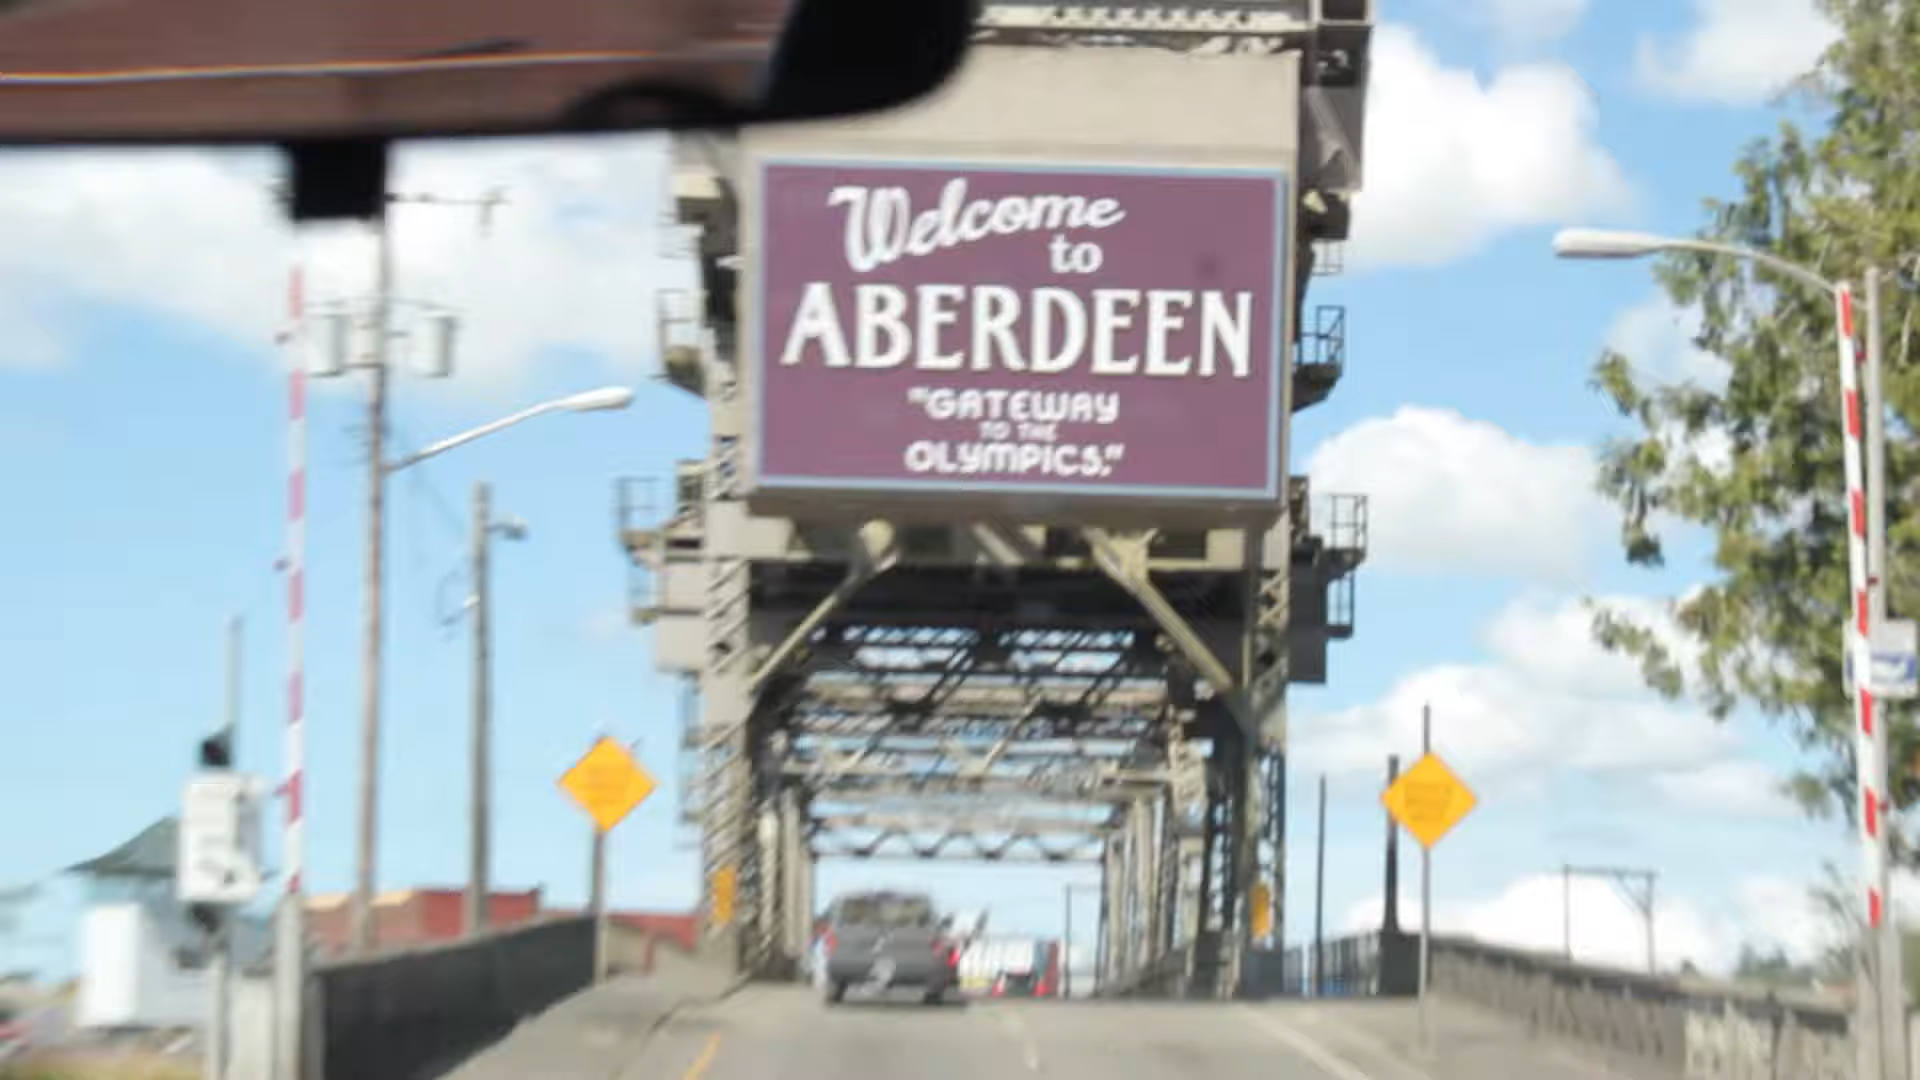 Welcome
to
ABERDEEN
"GATEWAY
TO THE
OLYMPICS."